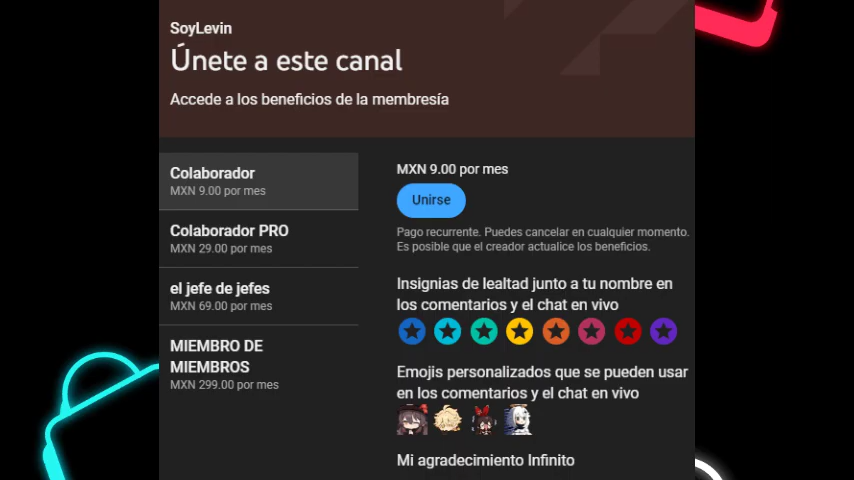 SoyLevin
Únete a este canal
Accede a los beneficios de la membresía
Colaborador
MXN 9.00 por mes
Colaborador PRO
MXN 29.00 por mes
el jefe de jefes
MXN 69.00 por mes
MIEMBRO DE
MIEMBROS
MXN 299.00 por mes
MXN 9.00 por mes
Unirse
Pago recurrente. Puedes cancelar en cualquier momento.
Es posible que el creador actualice los beneficios.
Insignias de lealtad junto a tu nombre en
los comentarios y el chat en vivo
Emojis personalizados que se pueden usar
en los comentarios y el chat en vivo
Mi agradecimiento Infinito